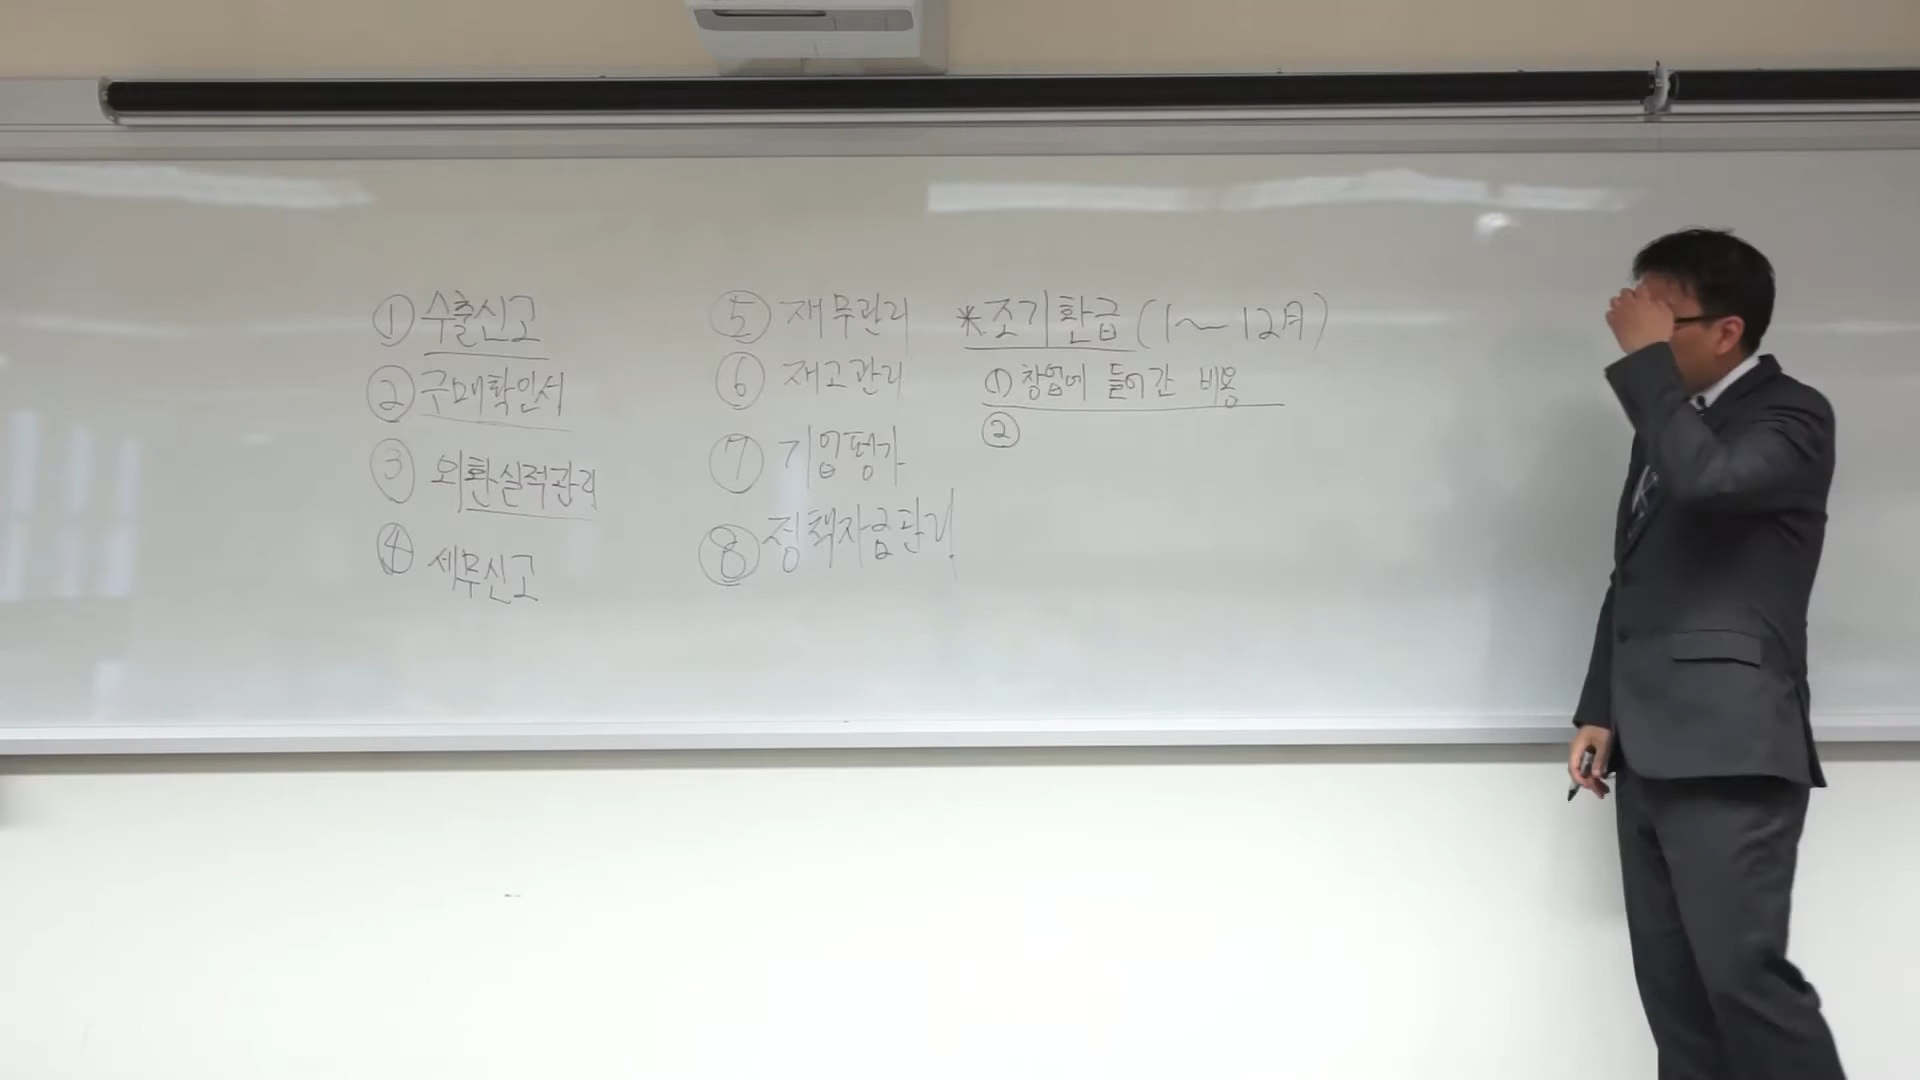 ① 수출신고
② 구매확인서
③ 외환실적관리
④ 세무신고
⑤ 재무관리
⑥ 재고관리
⑦ 기업평가
⑧ 정책자금관리
*조기환급 (1~12月)
① 창업에 들어간 비용
②